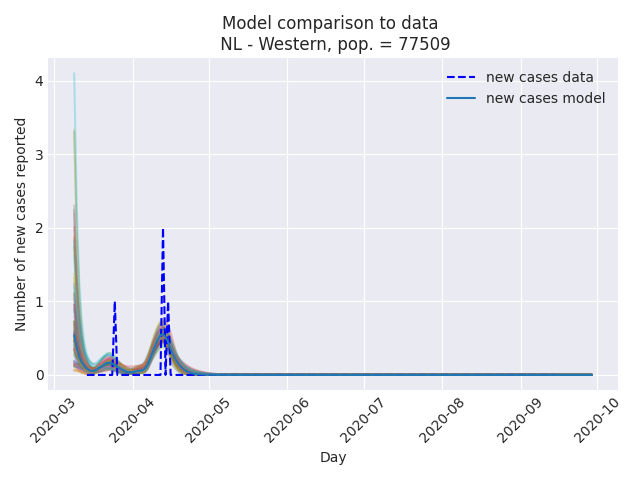 Model comparison to data
NL - Western, pop. = 77509
new cases data
new cases model
Number of new cases reported
4
3
2
1
0
2020-03
2020-04
2020-05
2020-06
2020-07
2020-08
2020-09
2020-10
Day